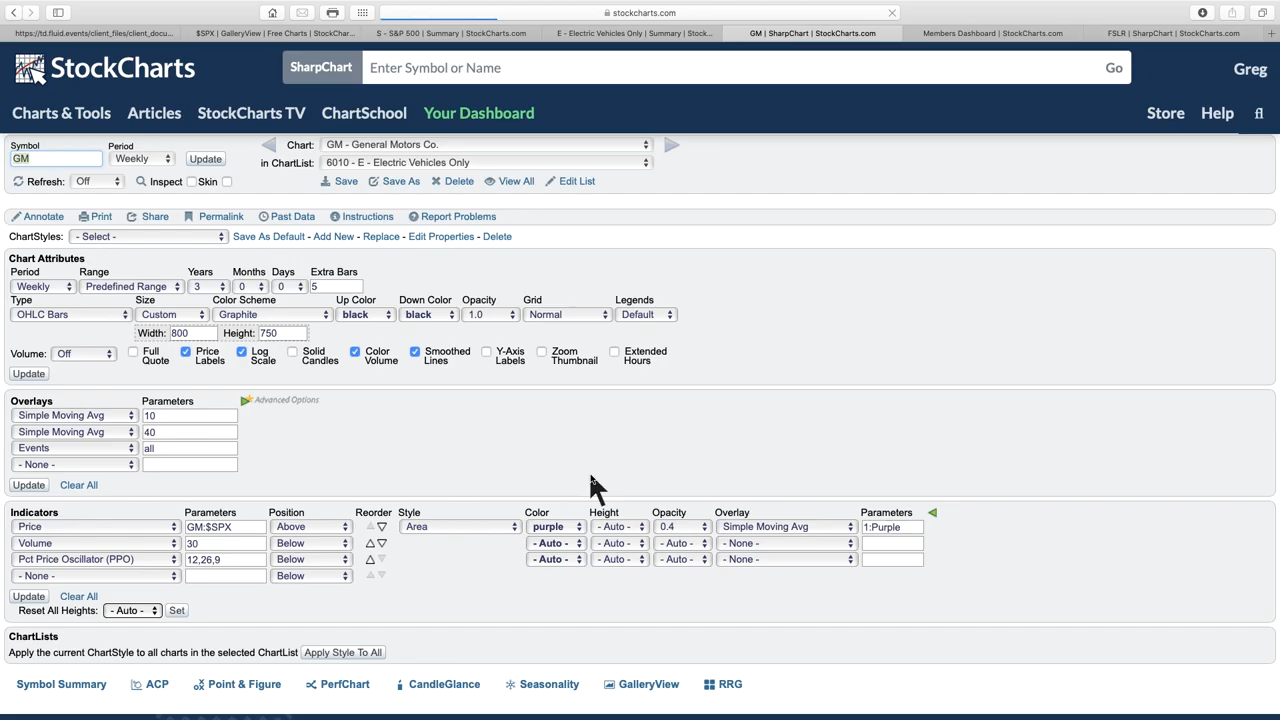 stockcharts.com
https://td.fluid.events/client_files/client_docu...
$SPX | GalleryView | Free Charts | StockChar...
S - S&P 500 | Summary | StockCharts.com
E - Electric Vehicles Only | Summary | Stock...
GM | SharpChart | StockCharts.com
Members Dashboard | StockCharts.com
FSLR | SharpChart | StockCharts.com
StockCharts
SharpChart Enter Symbol or Name Go
Greg
Charts & Tools Articles StockCharts TV ChartSchool Your Dashboard Store Help
Symbol Period
GM Weekly Update
Chart: GM - General Motors Co.
in ChartList: 6010 - E - Electric Vehicles Only
Refresh: Off Inspect Skin
Save Save As Delete View All Edit List
Annotate Print Share Permalink Past Data Instructions Report Problems
ChartStyles: - Select - Save As Default - Add New - Replace - Edit Properties - Delete
Chart Attributes
Period Range Years Months Days Extra Bars
Weekly Predefined Range 3 0 0 5
Type Size Color Scheme Up Color Down Color Opacity Grid Legends
OHLC Bars Custom Graphite black black 1.0 Normal Default
Width: 800 Height: 750
Volume: Off Full Quote Price Labels Log Scale Solid Candles Color Volume Smoothed Lines Y-Axis Labels Zoom Thumbnail Extended Hours
Update
Overlays Parameters Advanced Options
Simple Moving Avg 10
Simple Moving Avg 40
Events all
- None -
Update Clear All
Indicators Parameters Position Reorder Style Color Height Opacity Overlay Parameters
Price GM:$SPX Above Area purple - Auto - 0.4 Simple Moving Avg 1:Purple
Volume 30 Below - Auto - - Auto - - Auto - - None -
Pct Price Oscillator (PPO) 12,26,9 Below - Auto - - Auto - - Auto - - None -
- None - Below
Update Clear All
Reset All Heights: - Auto - Set
ChartLists
Apply the current ChartStyle to all charts in the selected ChartList Apply Style To All
Symbol Summary ACP Point & Figure PerfChart CandleGlance Seasonality GalleryView RRG